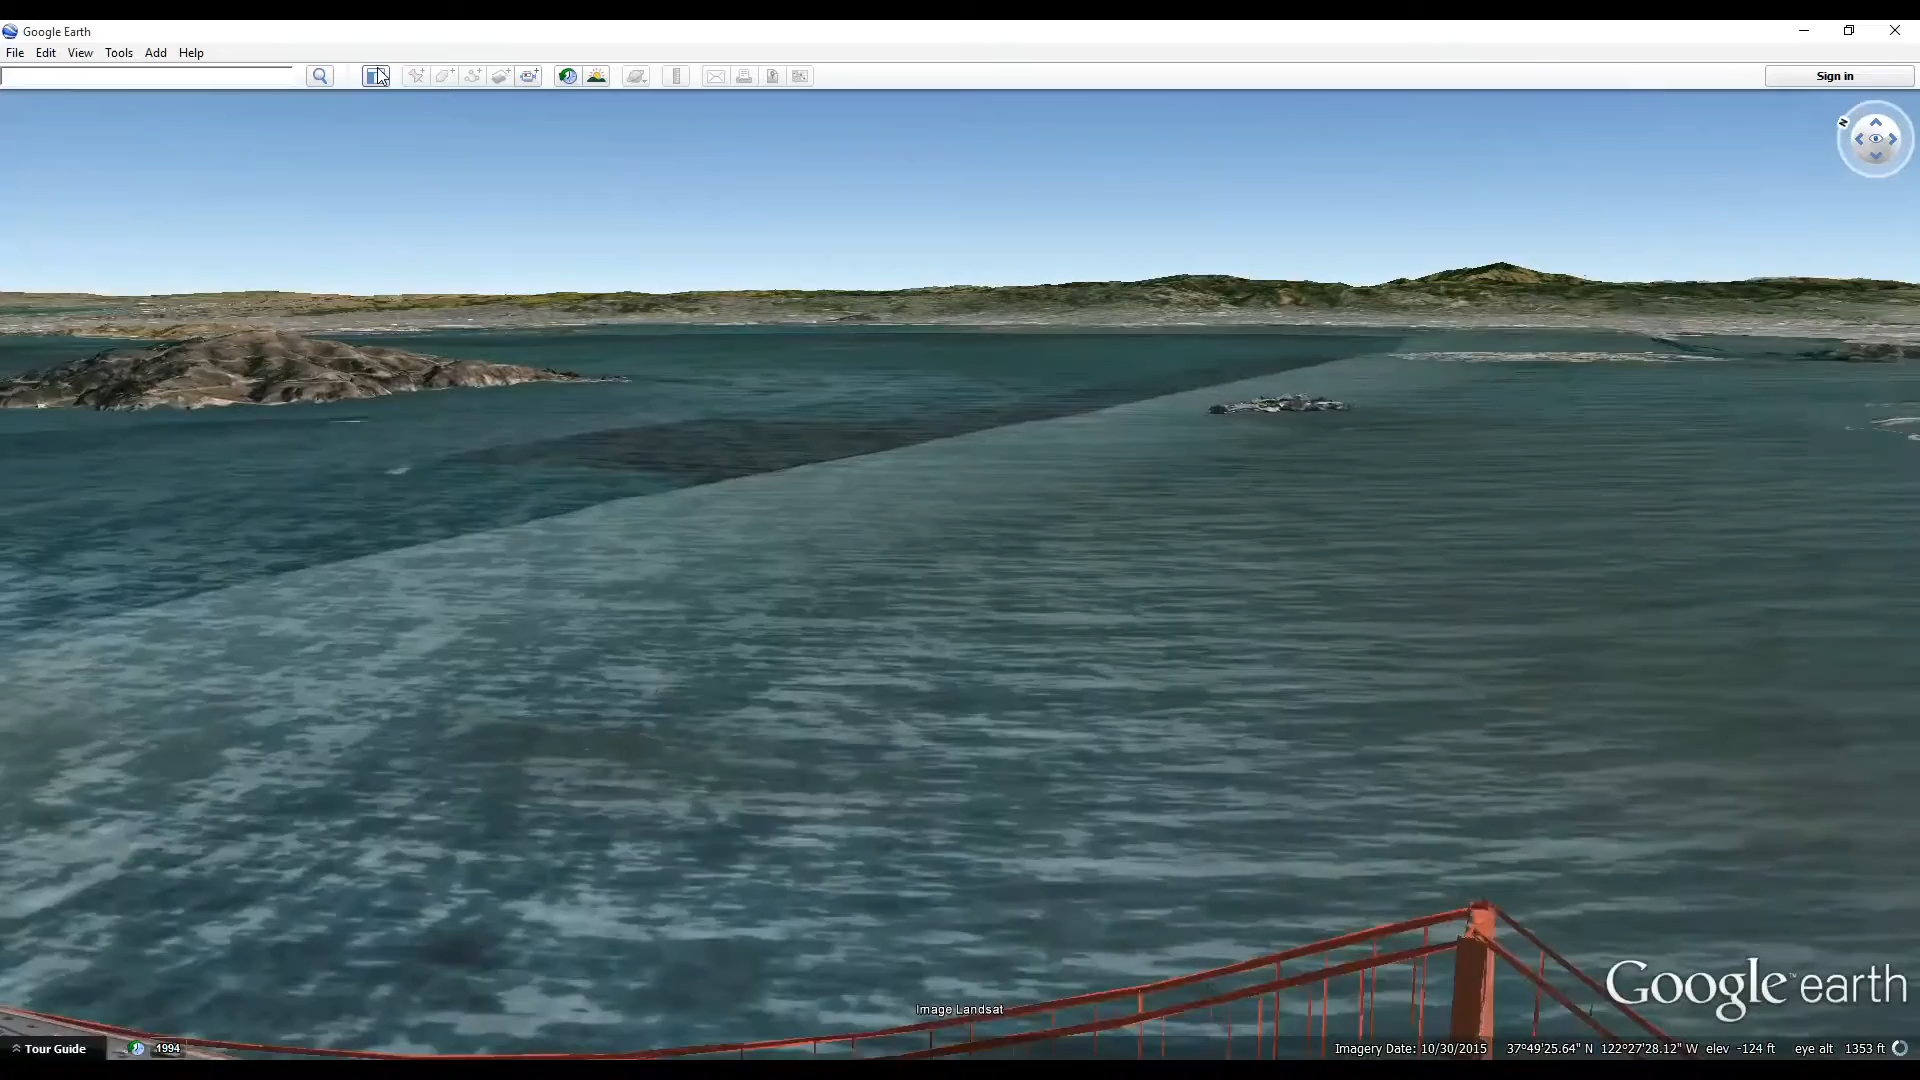 Google Earth
File Edit View Tools Add Help
Sign in
N
Image Landsat
Google earth
Tour Guide 1994 Imagery Date: 10/30/2015 37°49'25.64" N 122°27'28.12" W elev -124 ft eye alt 1353 ft